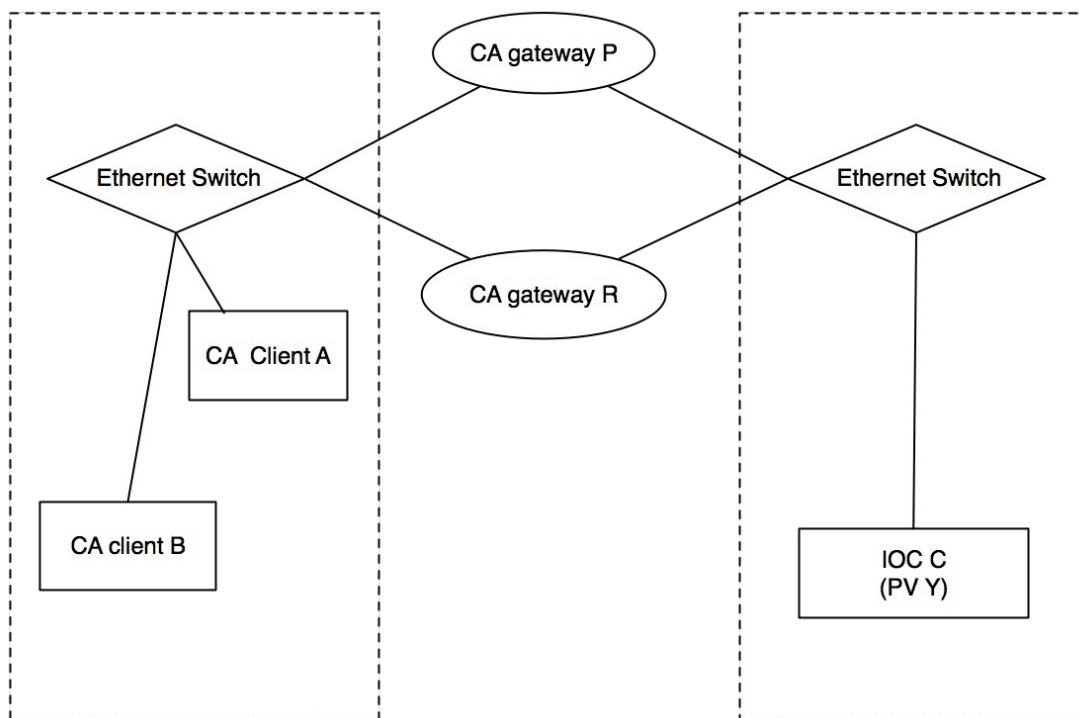 CA gateway P
Ethernet Switch
Ethernet Switch
CA gateway R
CA Client A
CA client B
IOC C
(PV Y)